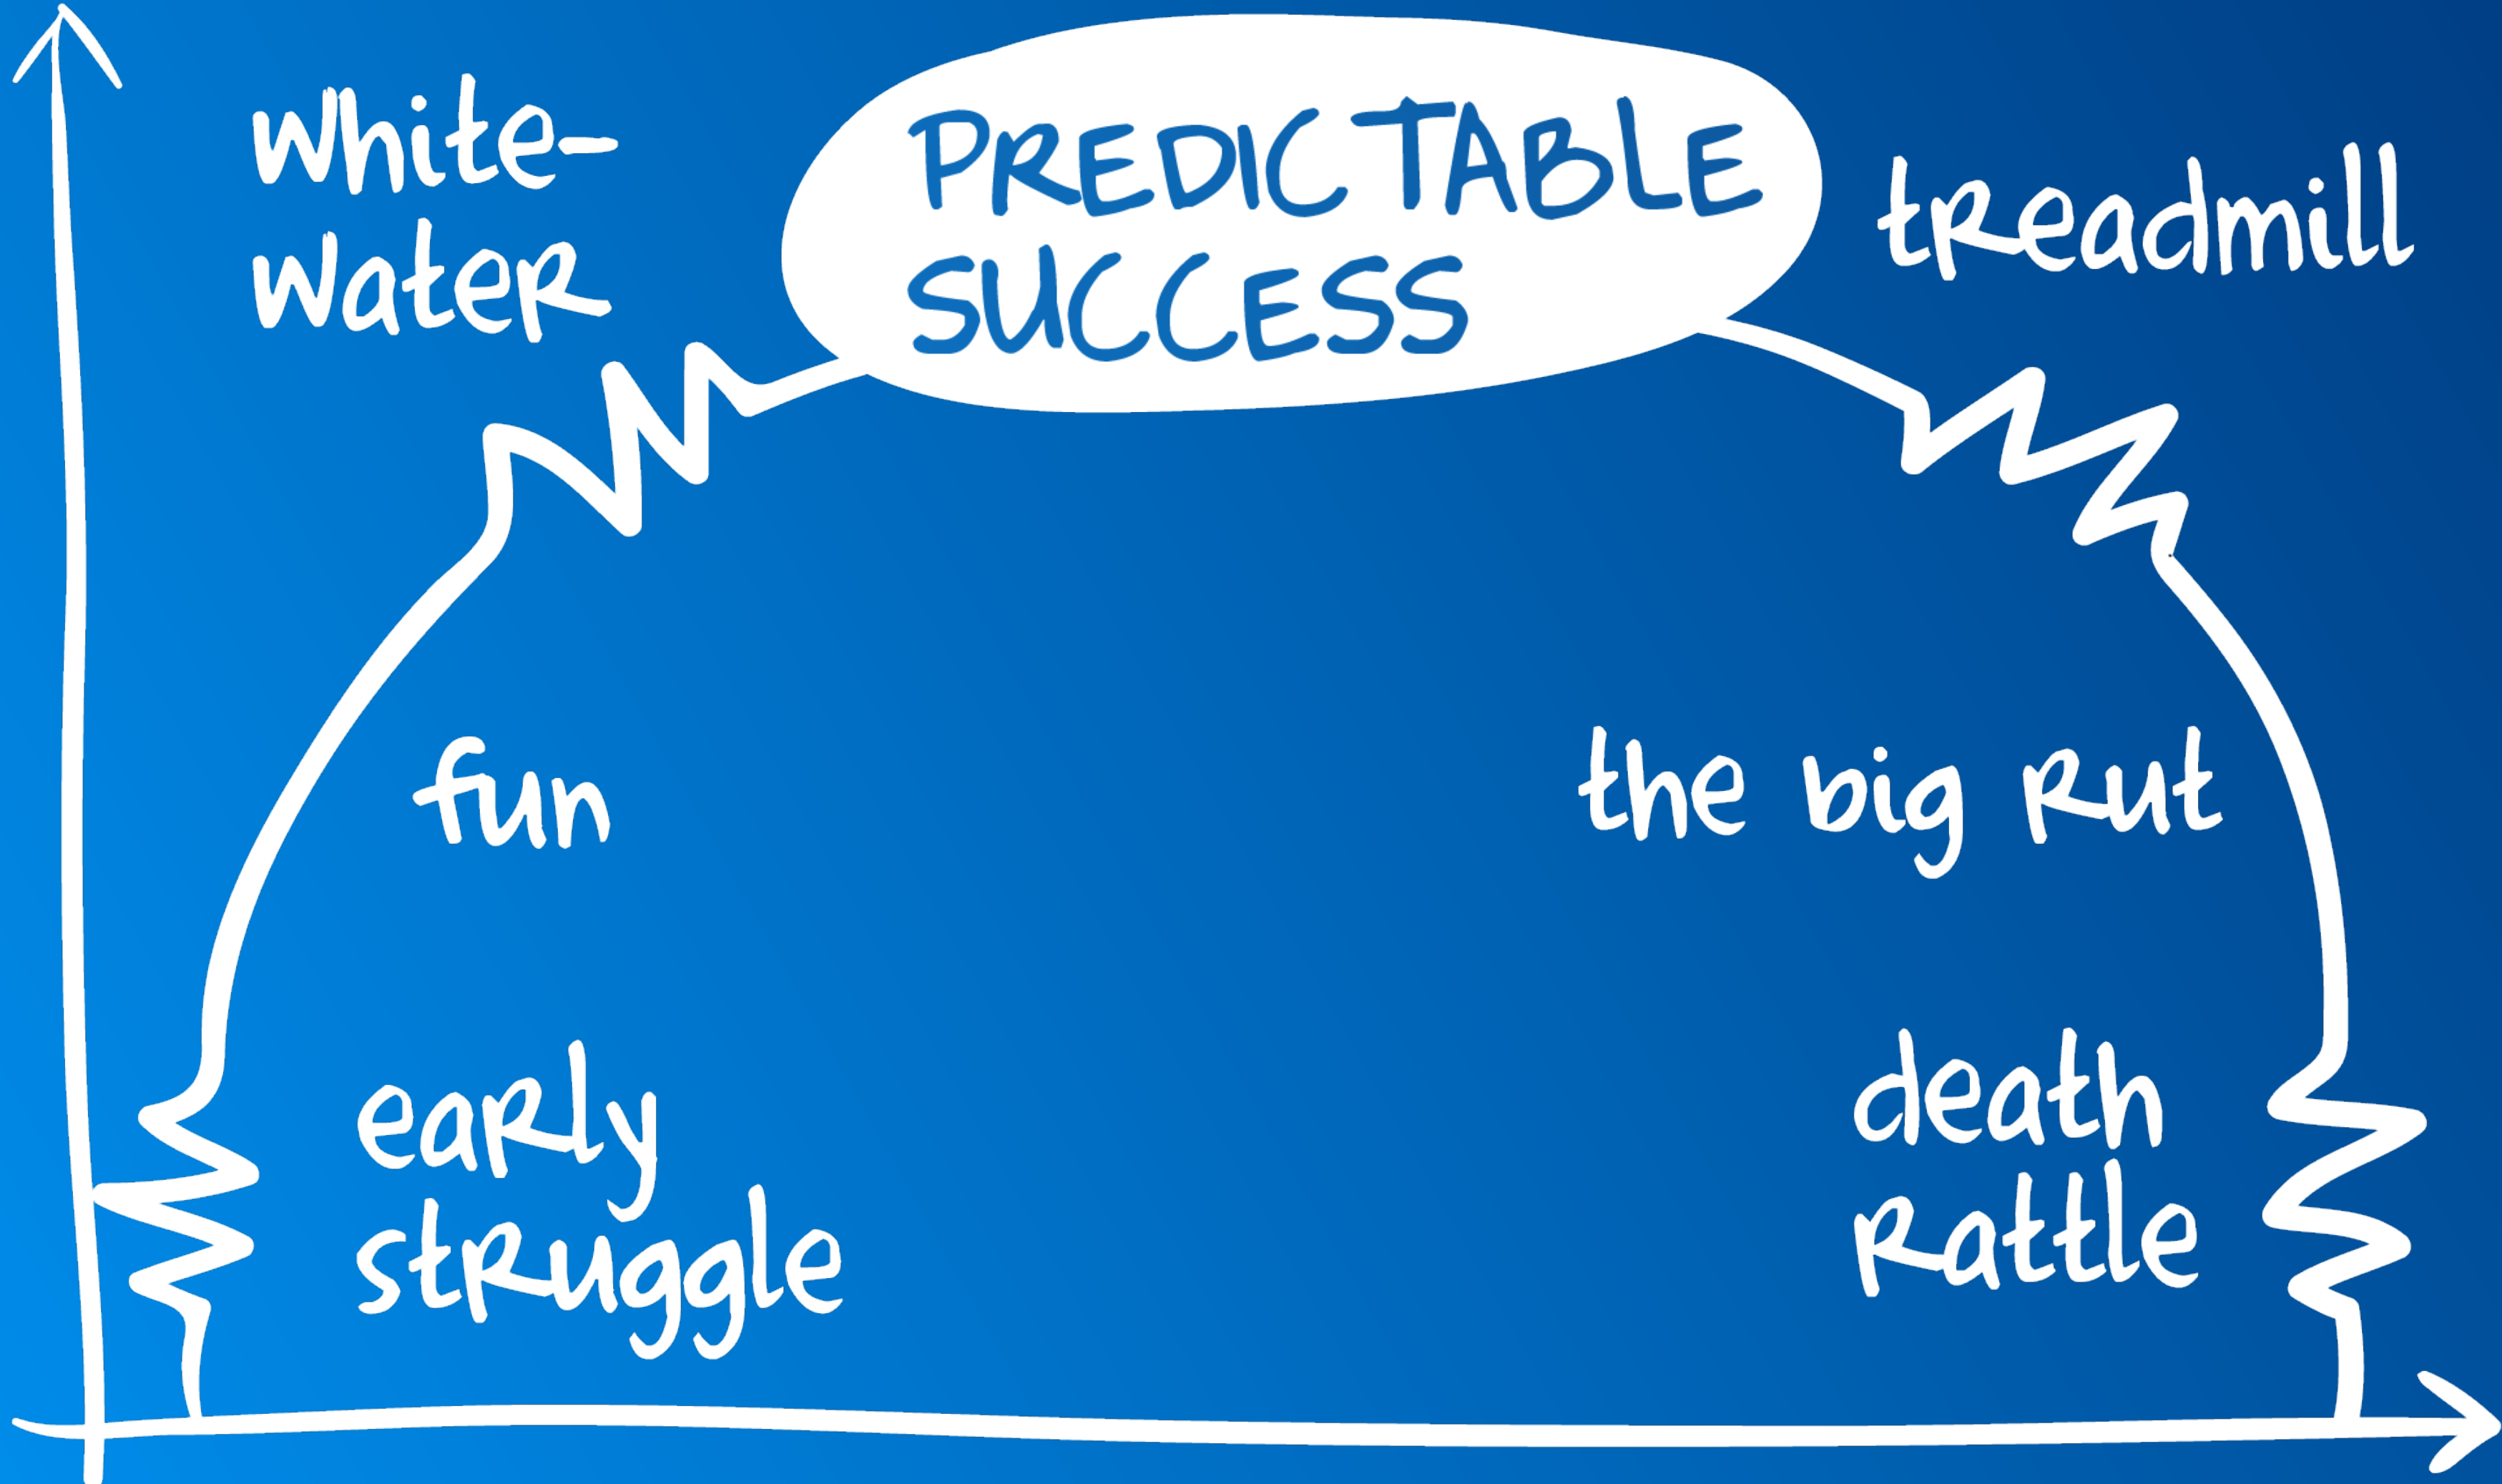 white-
water
PREDICTABLE
SUCCESS
treadmill
fun
the big rut
early
struggle
death
rattle